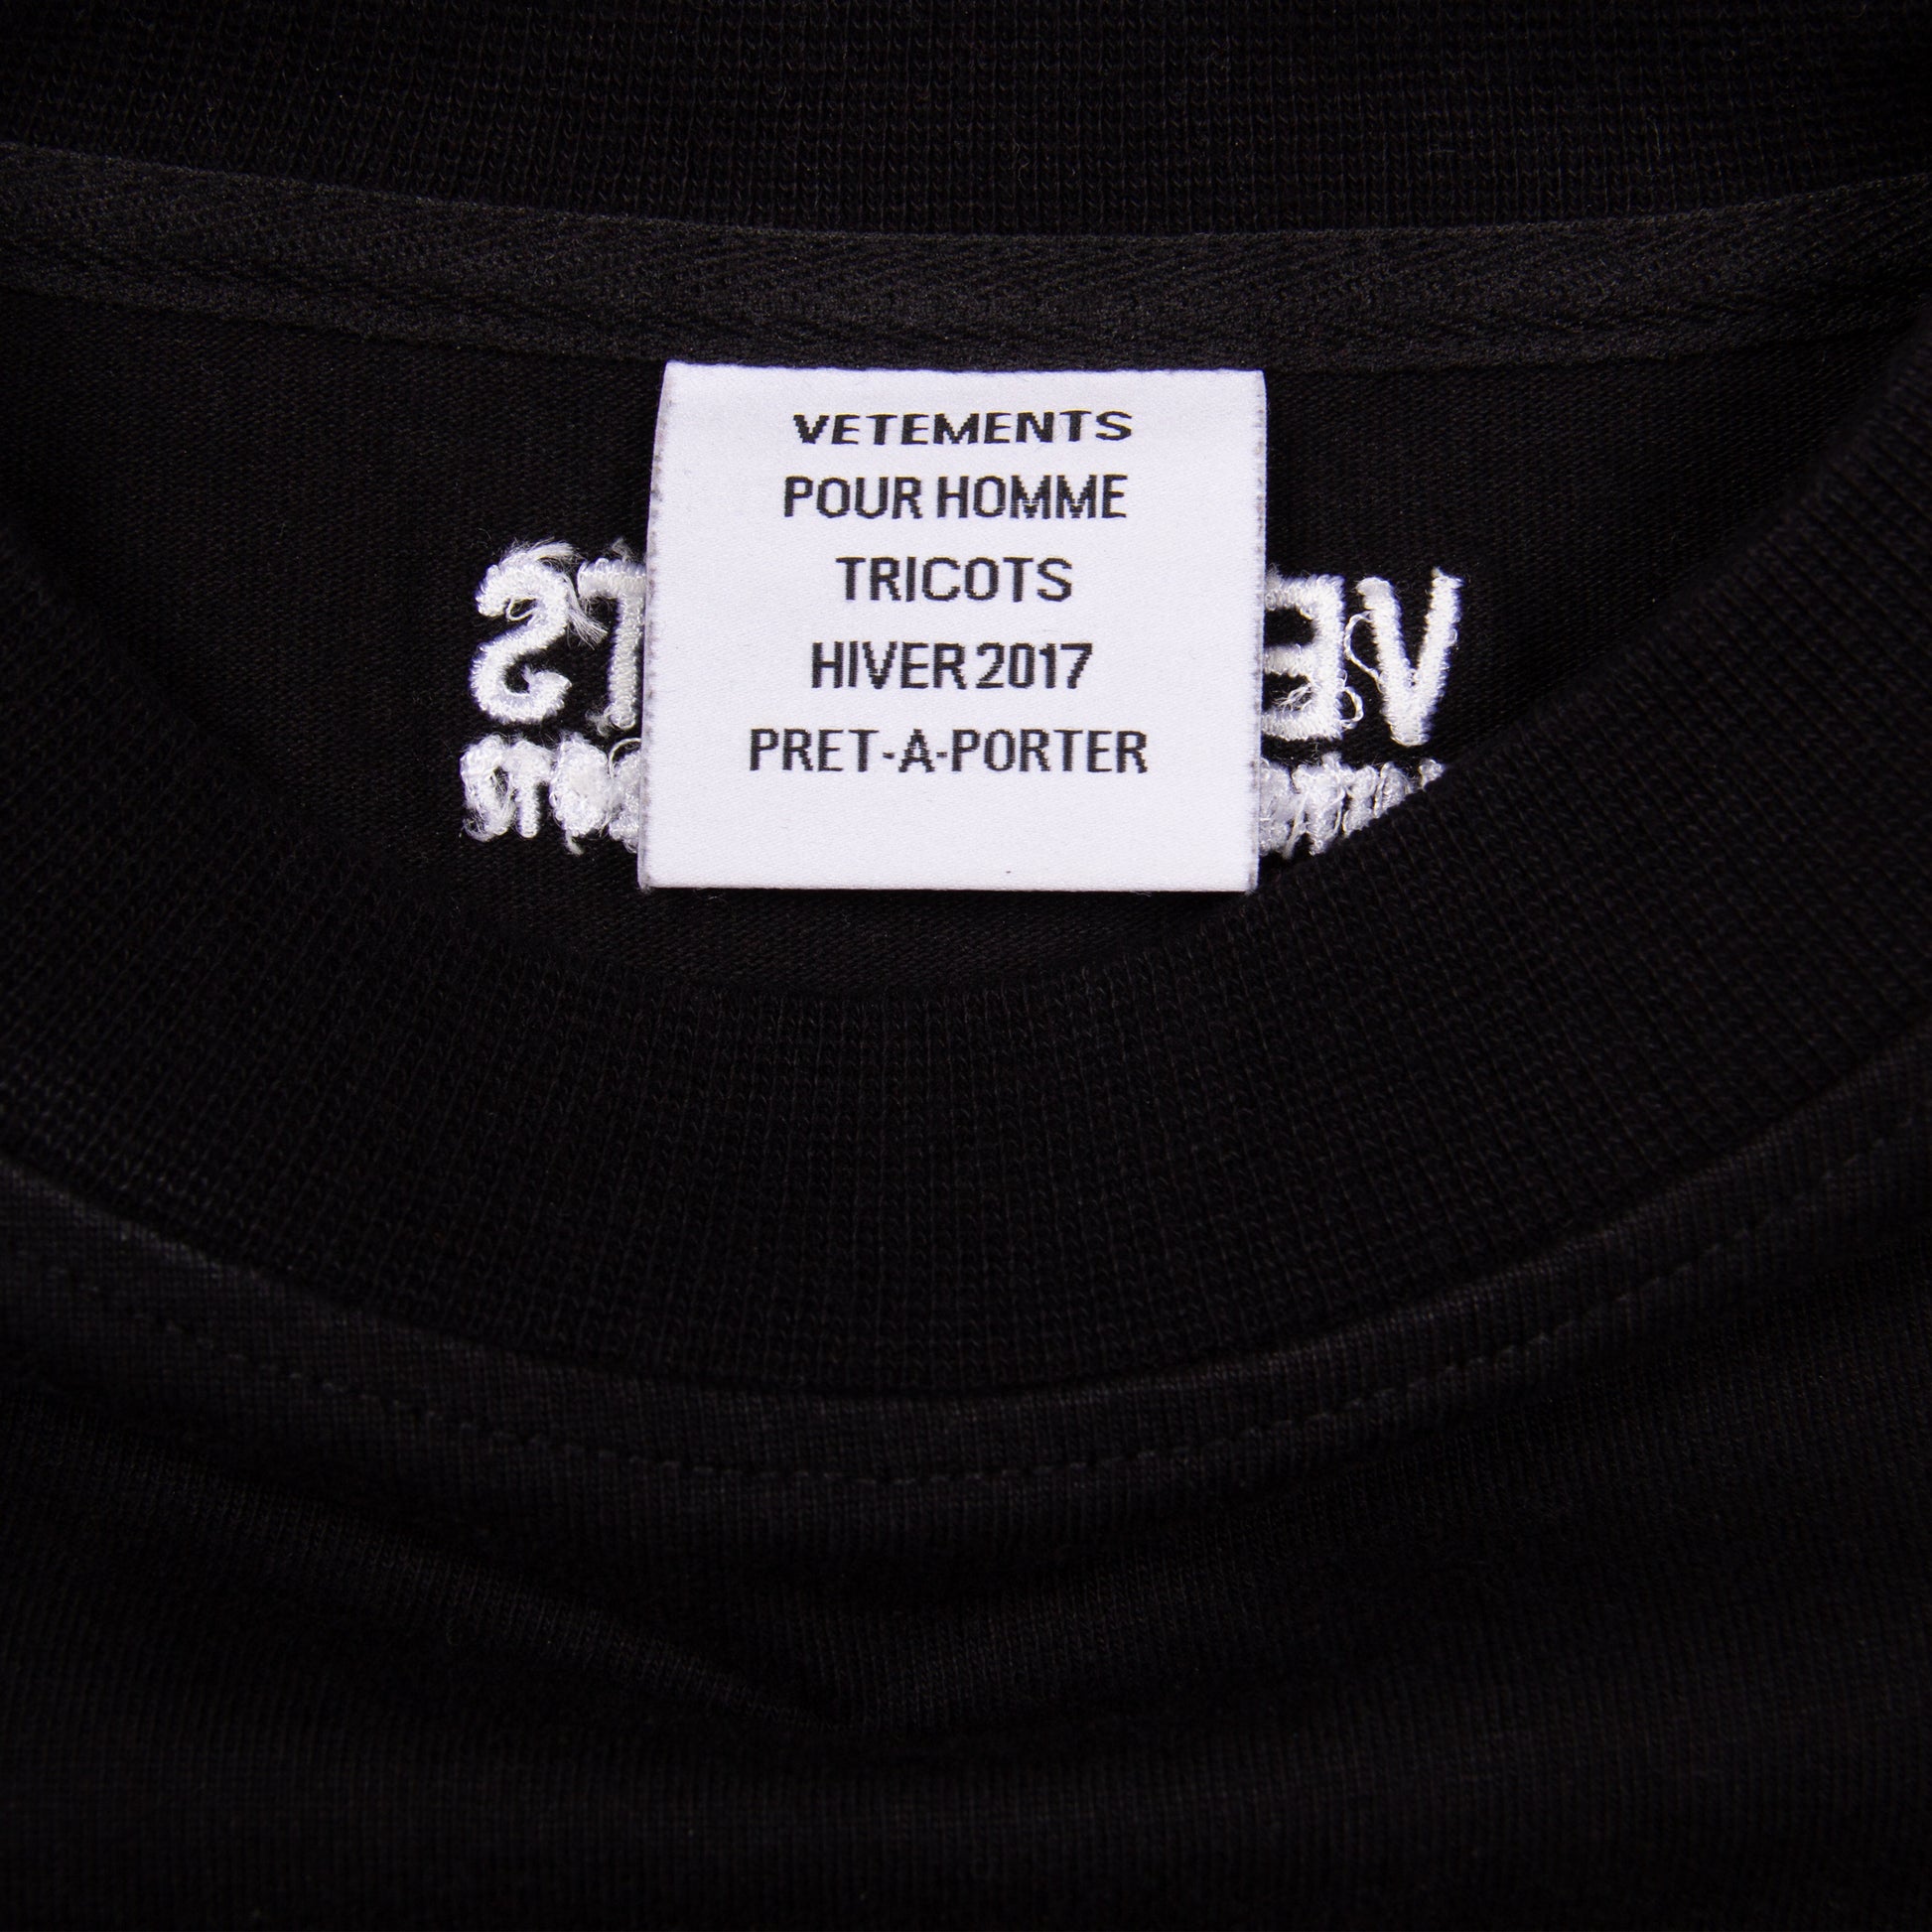 VETEMENTS
POUR HOMME
TRICOTS
HIVER 2017
PRET-A-PORTER